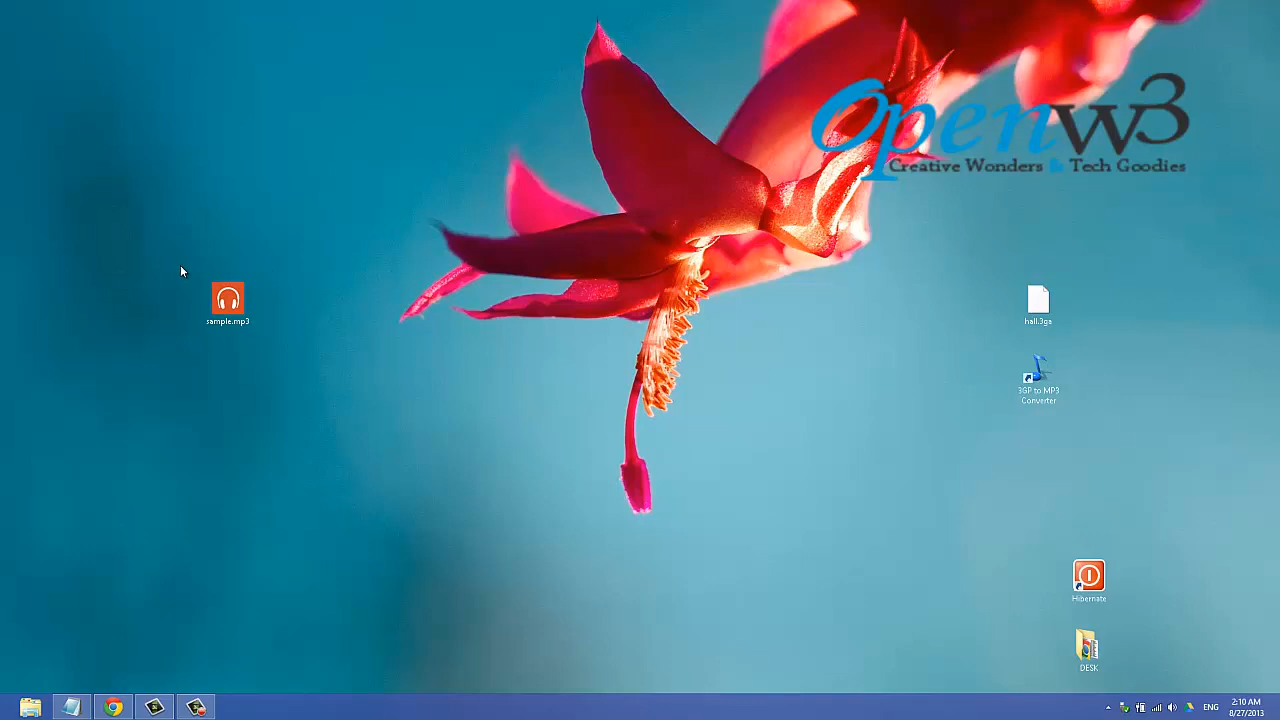 Openw3
Creative Wonders & Tech Goodies
sample.mp3
hall.3ga
3GP to MP3
Converter
Hibernate
DESK
ENG
2:10 AM
8/27/2013